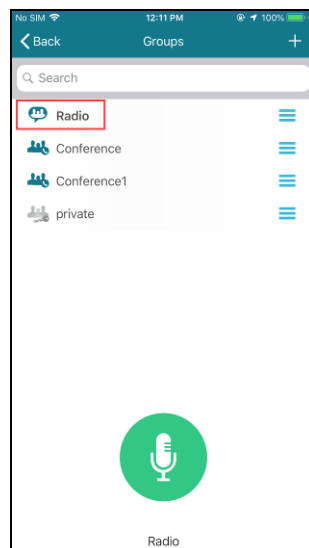 No SIM 12:11 PM 100%
Back Groups +
Search
Radio
Conference
Conference1
private
Radio